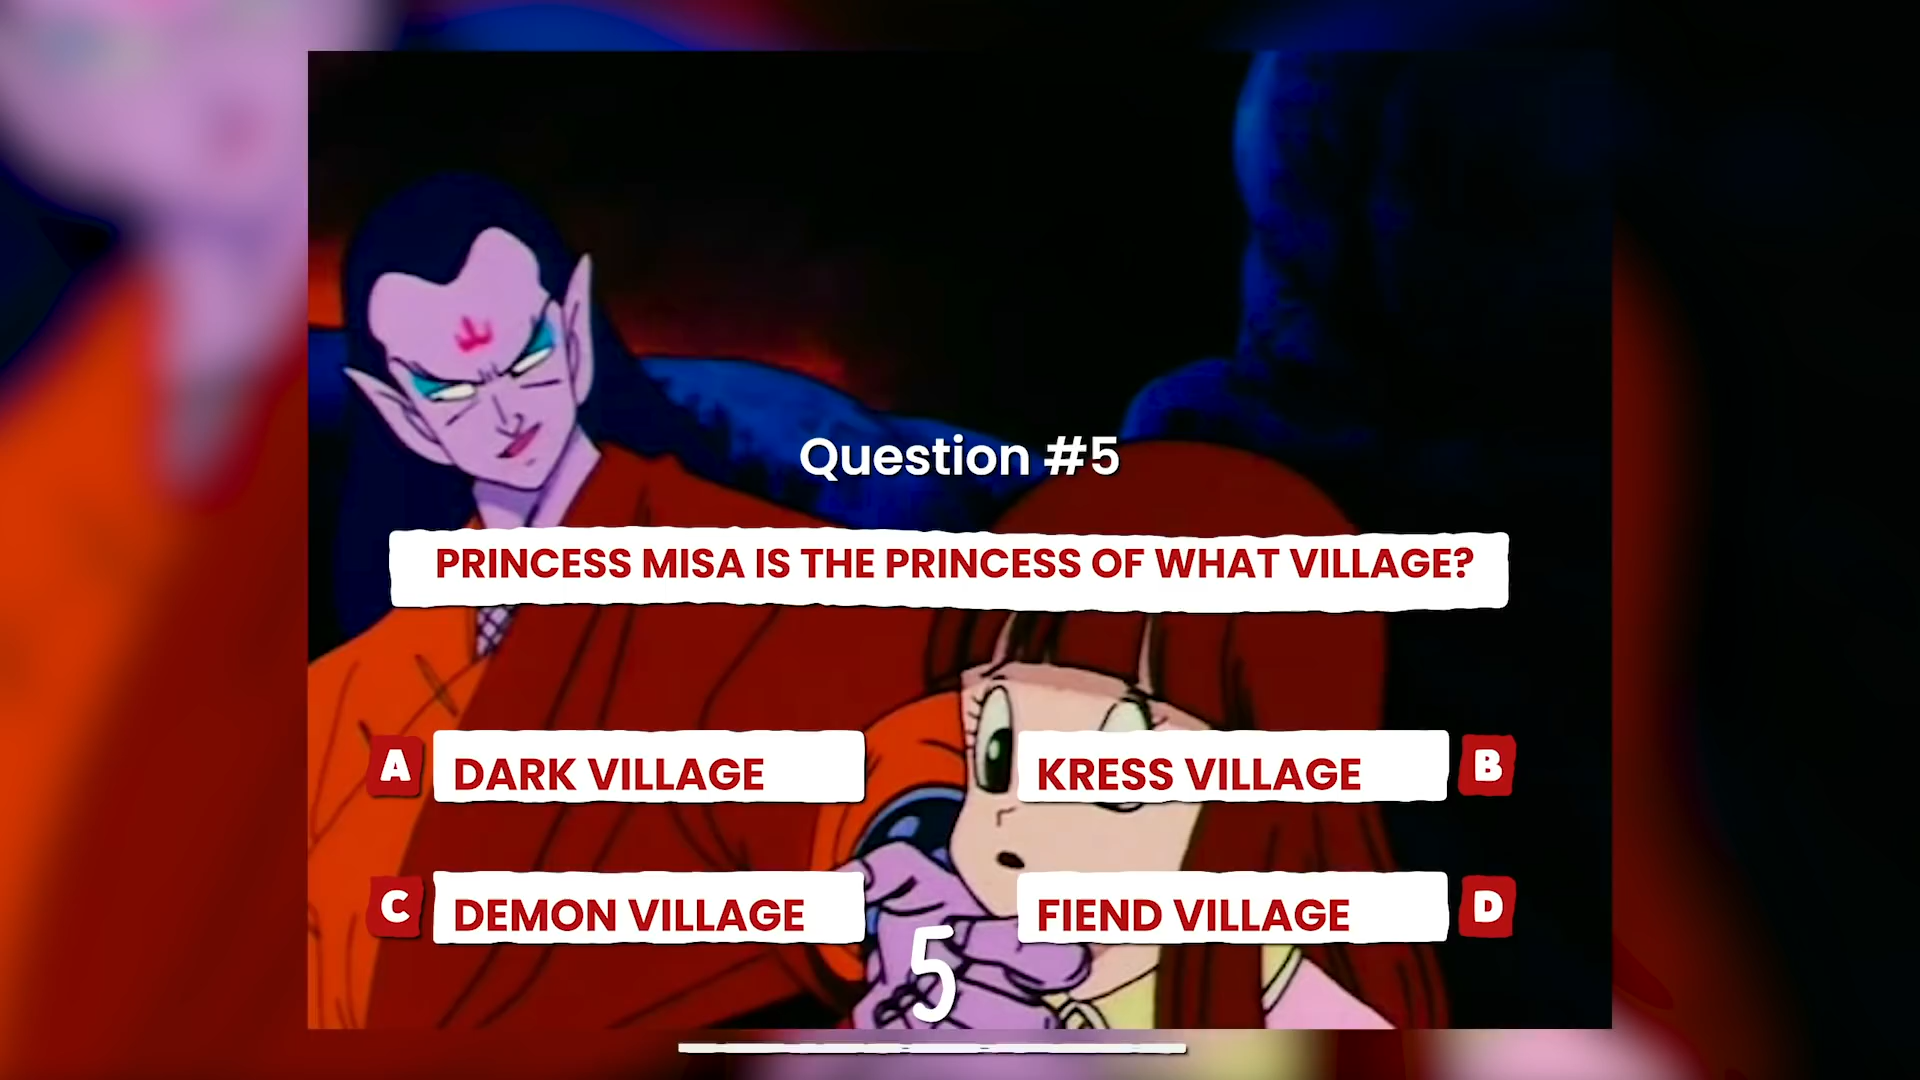 Question #5
PRINCESS MISA IS THE PRINCESS OF WHAT VILLAGE?
A DARK VILLAGE
KRESS VILLAGE B
C DEMON VILLAGE
FIEND VILLAGE D
5